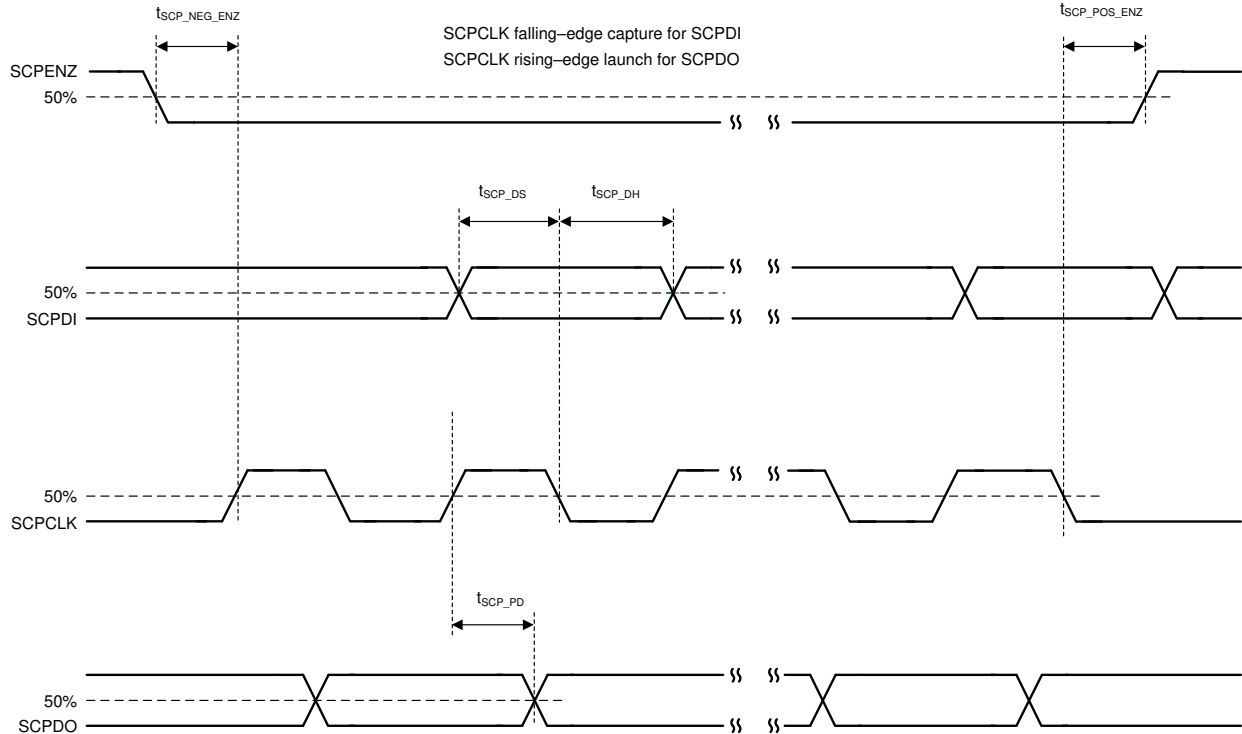 tSCP_NEG_ENZ
tSCP_POS_ENZ
SCPCLK falling–edge capture for SCPDI
SCPCLK rising–edge launch for SCPDO
SCPENZ
50%
tSCP_DS
tSCP_DH
50%
SCPDI
50%
SCPCLK
tSCP_PD
50%
SCPDO